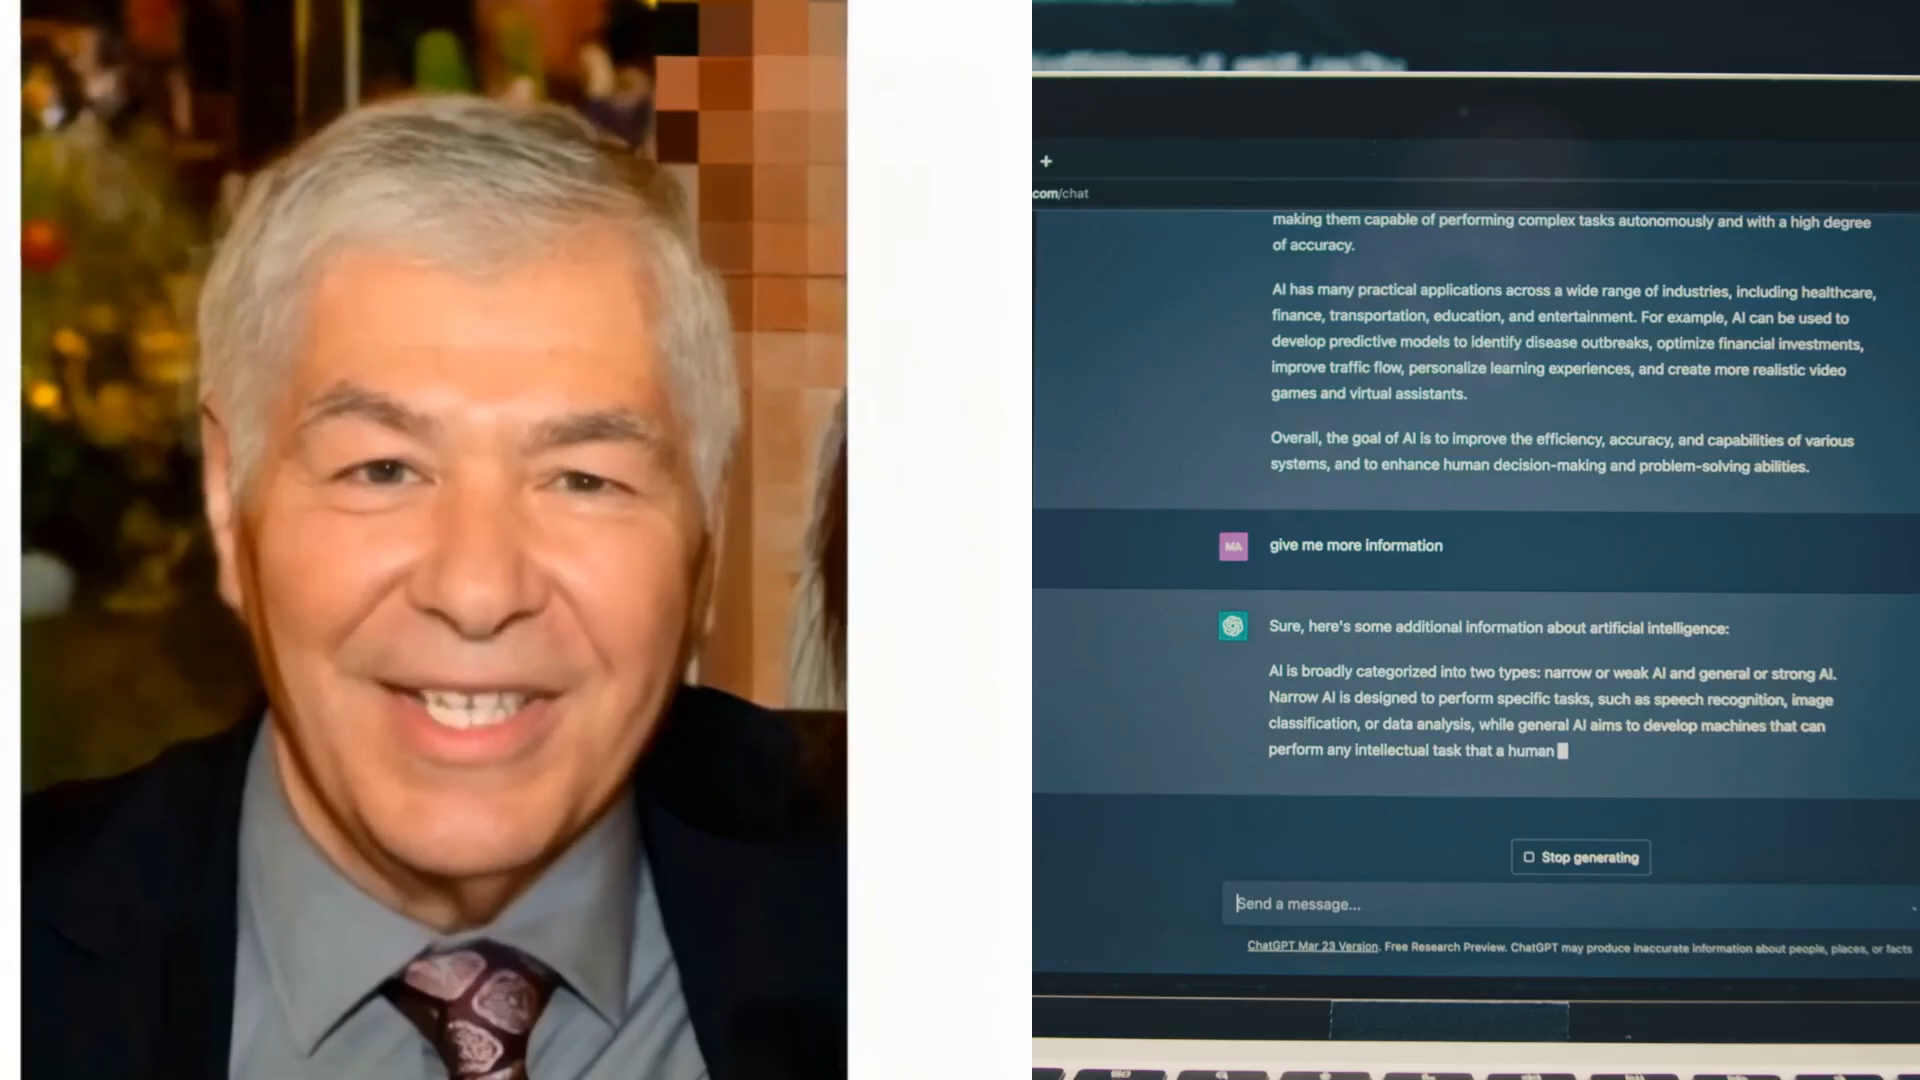 com/chat
making them capable of performing complex tasks autonomously and with a high degree
of accuracy.
AI has many practical applications across a wide range of industries, including healthcare,
finance, transportation, education, and entertainment. For example, AI can be used to
develop predictive models to identify disease outbreaks, optimize financial investments,
improve traffic flow, personalize learning experiences, and create more realistic video
games and virtual assistants.
Overall, the goal of AI is to improve the efficiency, accuracy, and capabilities of various
systems, and to enhance human decision-making and problem-solving abilities.
MA give me more information
Sure, here's some additional information about artificial intelligence:
AI is broadly categorized into two types: narrow or weak AI and general or strong AI.
Narrow AI is designed to perform specific tasks, such as speech recognition, image
classification, or data analysis, while general AI aims to develop machines that can
perform any intellectual task that a human
Stop generating
Send a message...
ChatGPT Mar 23 Version. Free Research Preview. ChatGPT may produce inaccurate information about people, places, or facts